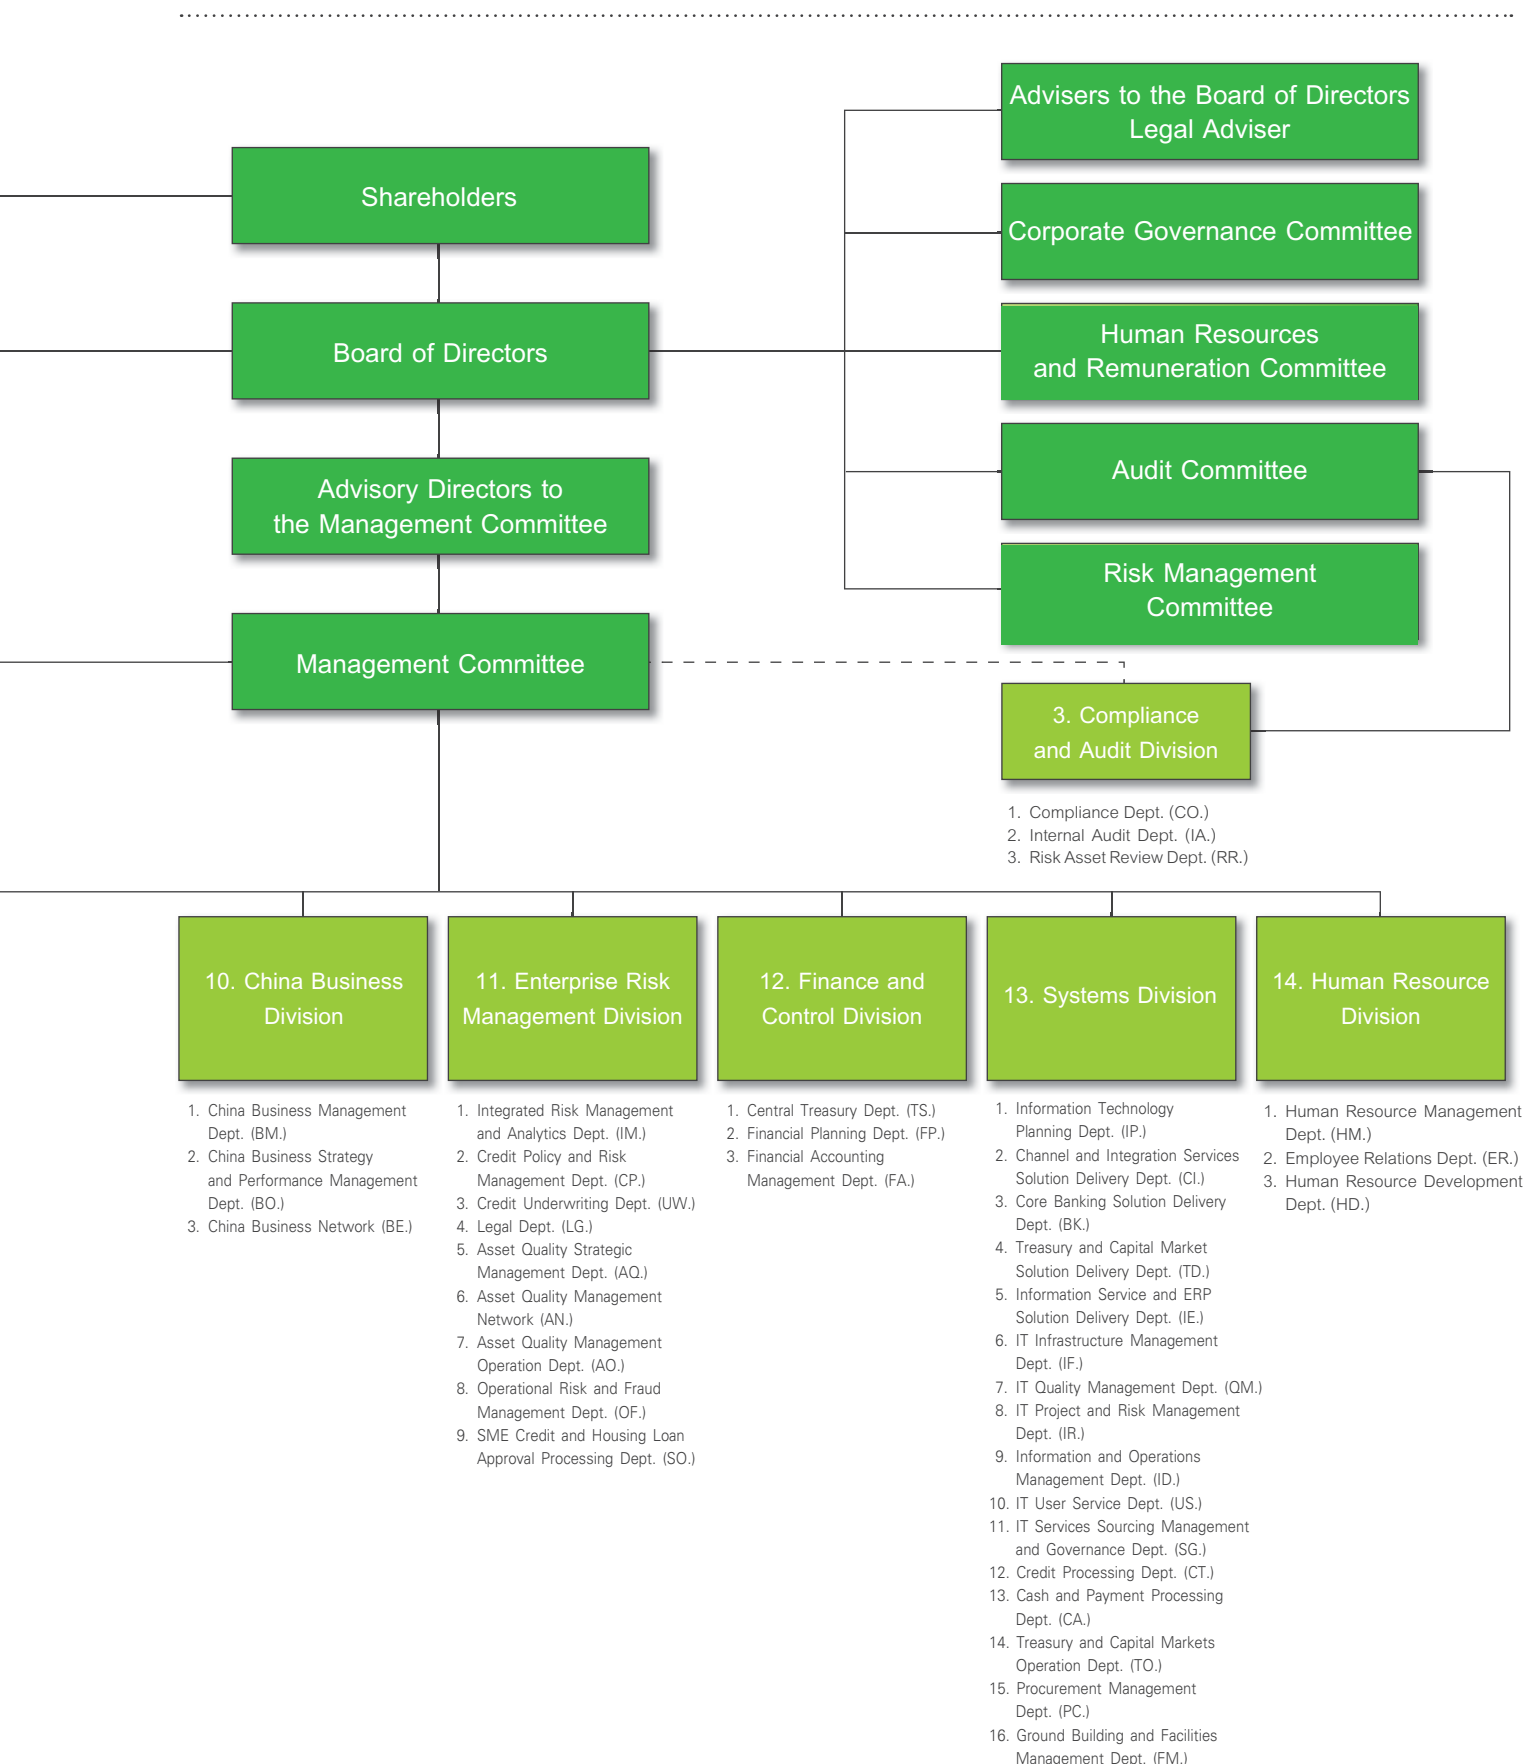 Advisers to the Board of Directors
Legal Adviser
Shareholders
Corporate Governance Committee
Board of Directors
Human Resources
and Remuneration Committee
Advisory Directors to
the Management Committee
Audit Committee
Risk Management
Committee
Management Committee
3. Compliance
and Audit Division
1. Compliance Dept. (CO.)
2. Internal Audit Dept. (IA.)
3. Risk Asset Review Dept. (RR.)
10. China Business
Division
1. China Business Management
Dept. (BM.)
2. China Business Strategy
and Performance Management
Dept. (BO.)
3. China Business Network (BE.)
11. Enterprise Risk
Management Division
1. Integrated Risk Management
and Analytics Dept. (IM.)
2. Credit Policy and Risk
Management Dept. (CP.)
3. Credit Underwriting Dept. (UW.)
4. Legal Dept. (LG.)
5. Asset Quality Strategic
Management Dept. (AQ.)
6. Asset Quality Management
Network (AN.)
7. Asset Quality Management
Operation Dept. (AO.)
8. Operational Risk and Fraud
Management Dept. (OF.)
9. SME Credit and Housing Loan
Approval Processing Dept. (SO.)
12. Finance and
Control Division
1. Central Treasury Dept. (TS.)
2. Financial Planning Dept. (FP.)
3. Financial Accounting
Management Dept. (FA.)
13. Systems Division
1. Information Technology
Planning Dept. (IP.)
2. Channel and Integration Services
Solution Delivery Dept. (CI.)
3. Core Banking Solution Delivery
Dept. (BK.)
4. Treasury and Capital Market
Solution Delivery Dept. (TD.)
5. Information Service and ERP
Solution Delivery Dept. (IE.)
6. IT Infrastructure Management
Dept. (IF.)
7. IT Quality Management Dept. (QM.)
8. IT Project and Risk Management
Dept. (IR.)
9. Information and Operations
Management Dept. (ID.)
10. IT User Service Dept. (US.)
11. IT Services Sourcing Management
and Governance Dept. (SG.)
12. Credit Processing Dept. (CT.)
13. Cash and Payment Processing
Dept. (CA.)
14. Treasury and Capital Markets
Operation Dept. (TO.)
15. Procurement Management
Dept. (PC.)
16. Ground Building and Facilities
Management Dept. (FM.)
14. Human Resource
Division
1. Human Resource Management
Dept. (HM.)
2. Employee Relations Dept. (ER.)
3. Human Resource Development
Dept. (HD.)